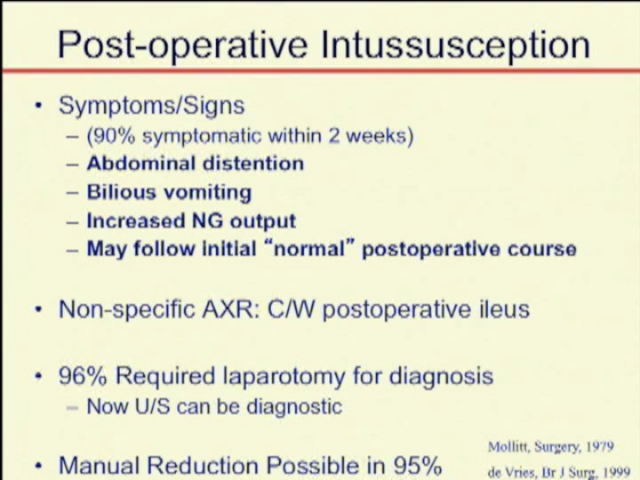 Post-operative Intussusception
• Symptoms/Signs
– (90% symptomatic within 2 weeks)
– Abdominal distention
– Bilious vomiting
– Increased NG output
– May follow initial “normal” postoperative course
• Non-specific AXR: C/W postoperative ileus
• 96% Required laparotomy for diagnosis
– Now U/S can be diagnostic
• Manual Reduction Possible in 95%
Mollitt, Surgery, 1979
de Vries, Br J Surg, 1999